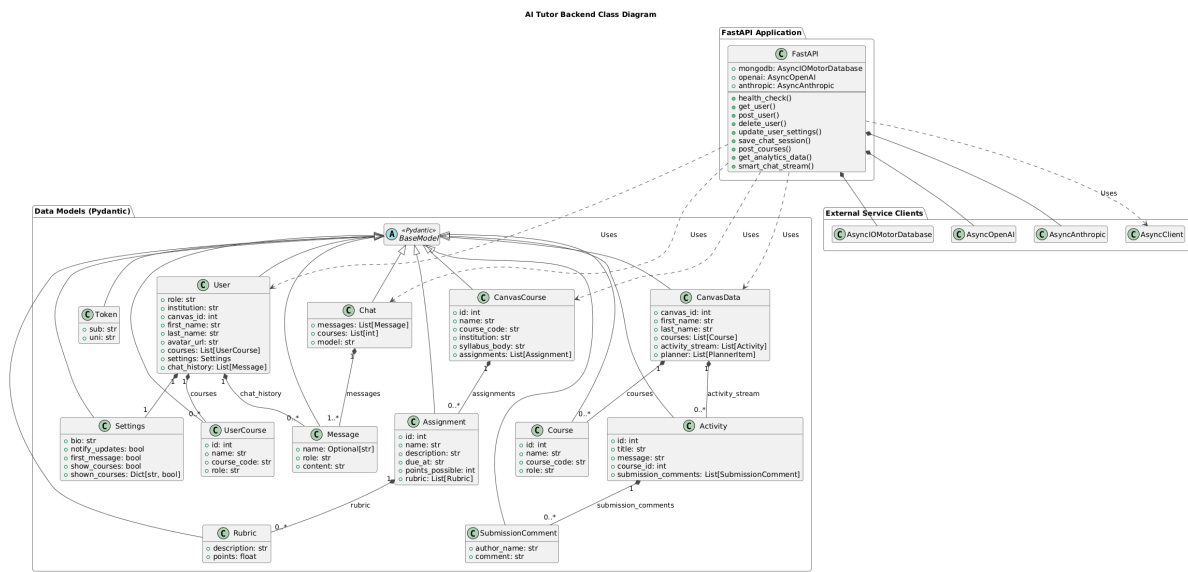 AI Tutor Backend Class Diagram
FastAPI Application
C FastAPI
mongodb: AsyncIOMotorDatabase
openai: AsyncOpenAI
anthropic: AsyncAnthropic
health_check()
get_user()
post_user()
delete_user()
update_user_settings()
save_chat_session()
post_courses()
get_analytics_data()
smart_chat_stream()
Uses
Uses
Uses
Uses
Uses
External Service Clients
C AsyncIOMotorDatabase
C AsyncOpenAI
C AsyncAnthropic
C AsyncClient
Data Models (Pydantic)
A «Pydantic»
BaseModel
C Token
sub: str
uni: str
C User
role: str
institution: str
canvas_id: int
first_name: str
last_name: str
avatar_url: str
courses: List[UserCourse]
settings: Settings
chat_history: List[Message]
C Chat
messages: List[Message]
courses: List[int]
model: str
C CanvasCourse
id: int
name: str
course_code: str
institution: str
syllabus_body: str
assignments: List[Assignment]
C CanvasData
canvas_id: int
first_name: str
last_name: str
courses: List[Course]
activity_stream: List[Activity]
planner: List[PlannerItem]
1
1
1
1
1
1
1
courses
chat_history
messages
assignments
courses
activity_stream
1
0..*
0..*
1..*
0..*
0..*
0..*
C Settings
bio: str
notify_updates: bool
first_message: bool
show_courses: bool
shown_courses: Dict[str, bool]
C UserCourse
id: int
name: str
course_code: str
role: str
C Message
name: Optional[str]
role: str
content: str
C Assignment
id: int
name: str
description: str
due_at: str
points_possible: int
rubric: List[Rubric]
C Course
id: int
name: str
course_code: str
role: str
C Activity
id: int
title: str
message: str
course_id: int
submission_comments: List[SubmissionComment]
1
1
rubric
submission_comments
0..*
0..*
C Rubric
description: str
points: float
C SubmissionComment
author_name: str
comment: str